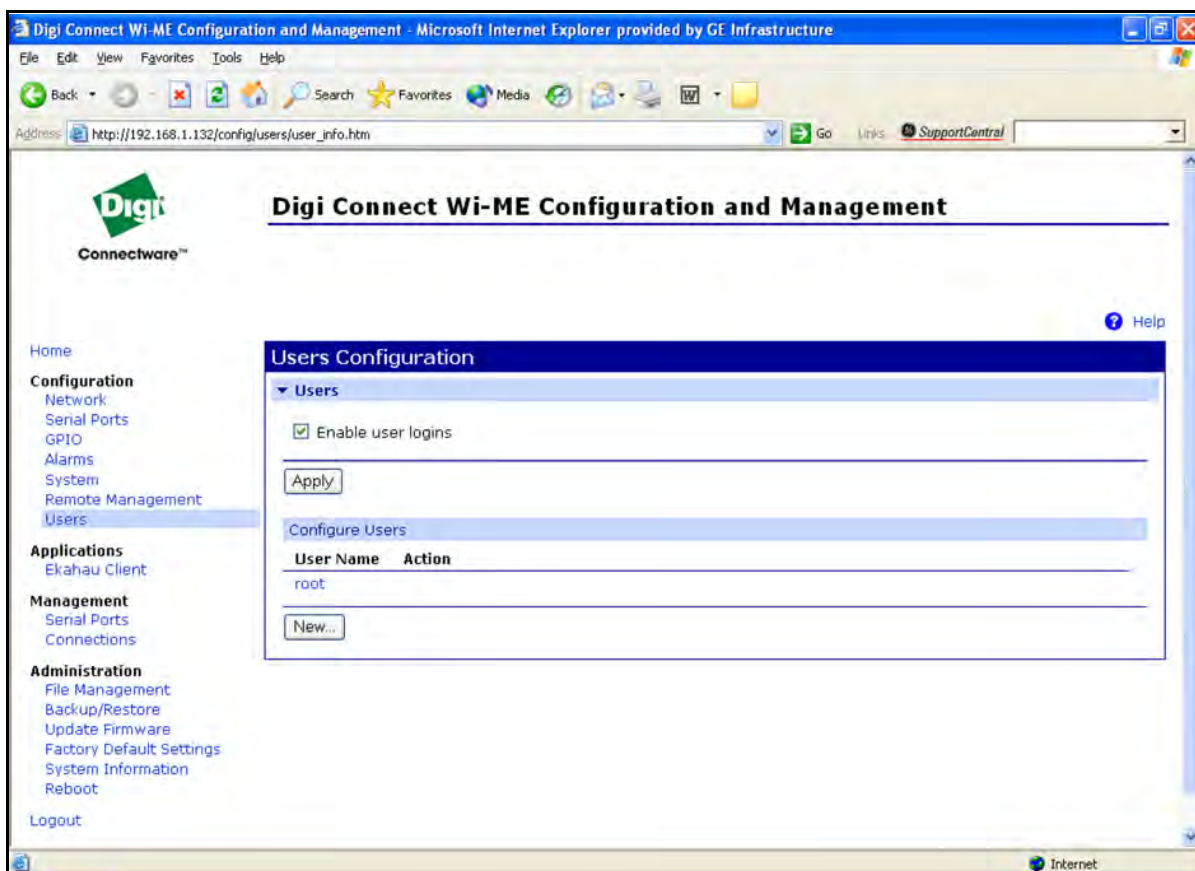 Digi Connect Wi-ME Configuration and Management - Microsoft Internet Explorer provided by GE Infrastructure
File Edit View Favorites Tools Help
Back Search Favorites Media
Address http://192.168.1.132/config/users/user_info.htm Go Links SupportCentral
Digi
Connectware™
Digi Connect Wi-ME Configuration and Management
Help
Home
Configuration
Network
Serial Ports
GPIO
Alarms
System
Remote Management
Users
Applications
Ekahau Client
Management
Serial Ports
Connections
Administration
File Management
Backup/Restore
Update Firmware
Factory Default Settings
System Information
Reboot
Logout
Users Configuration
Users
Enable user logins
Apply
Configure Users
User Name Action
root
New...
Internet